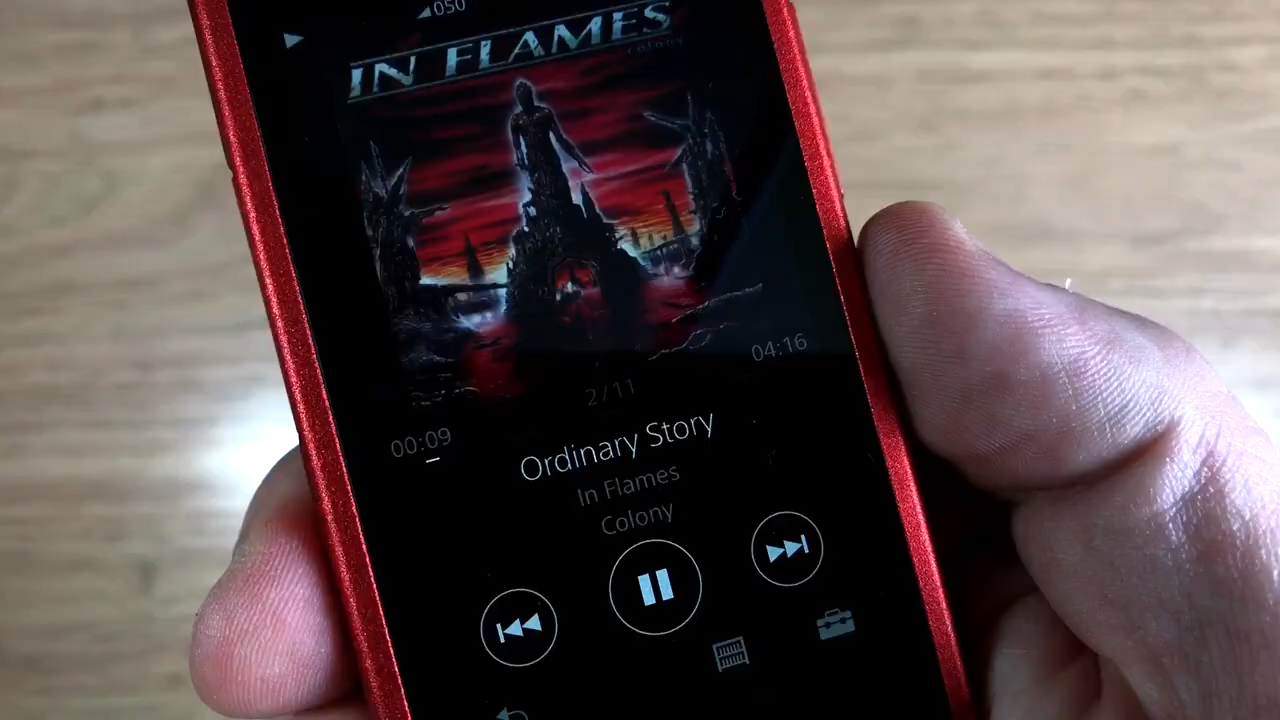 050
IN FLAMES
colony
04:16
2/11
00:09
Ordinary Story
In Flames
Colony